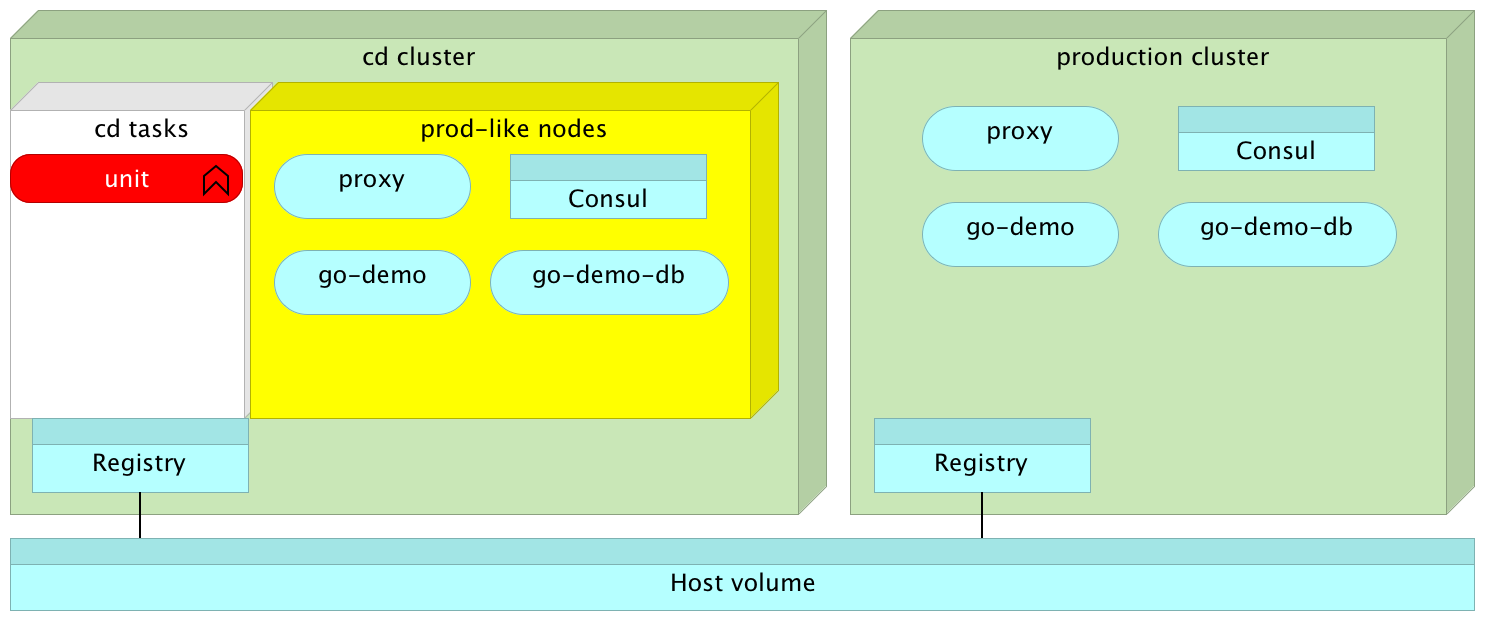 cd cluster
cd tasks
unit
prod-like nodes
proxy
Consul
go-demo
go-demo-db
Registry
production cluster
proxy
Consul
go-demo
go-demo-db
Registry
Host volume